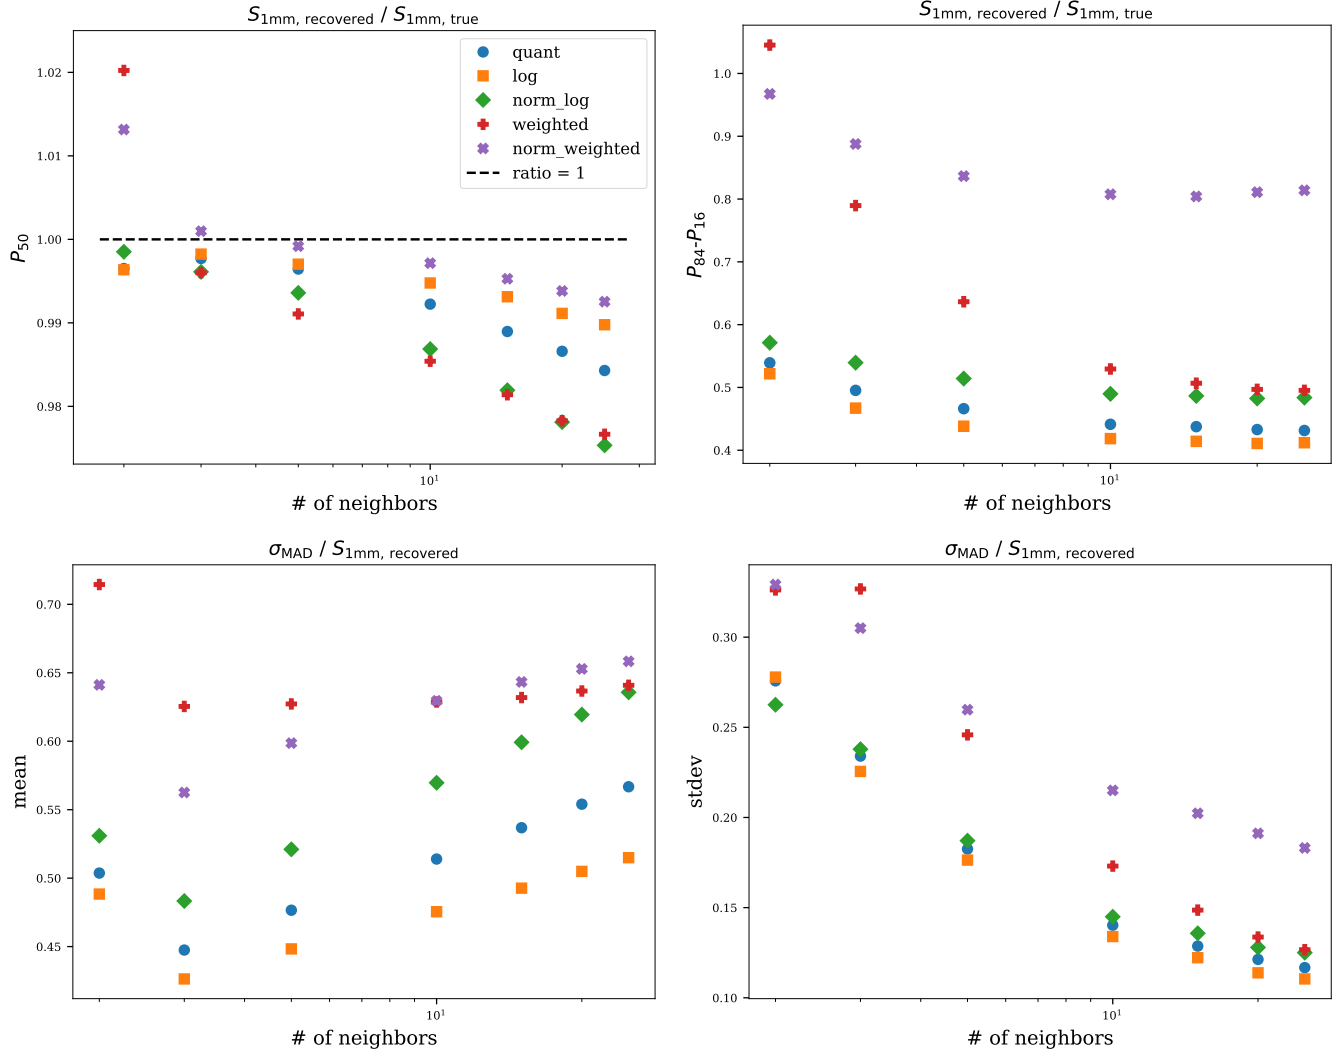 S1mm, recovered / S1mm, true
1.02
1.01
1.00
0.99
0.98
P50
quant
log
norm_log
weighted
norm_weighted
ratio = 1
10¹
# of neighbors
S1mm, recovered / S1mm, true
1.0
0.9
0.8
0.7
0.6
0.5
0.4
P84-P16
10¹
# of neighbors
σMAD / S1mm, recovered
0.70
0.65
0.60
0.55
0.50
0.45
mean
10¹
# of neighbors
σMAD / S1mm, recovered
0.30
0.25
0.20
0.15
0.10
stdev
10¹
# of neighbors